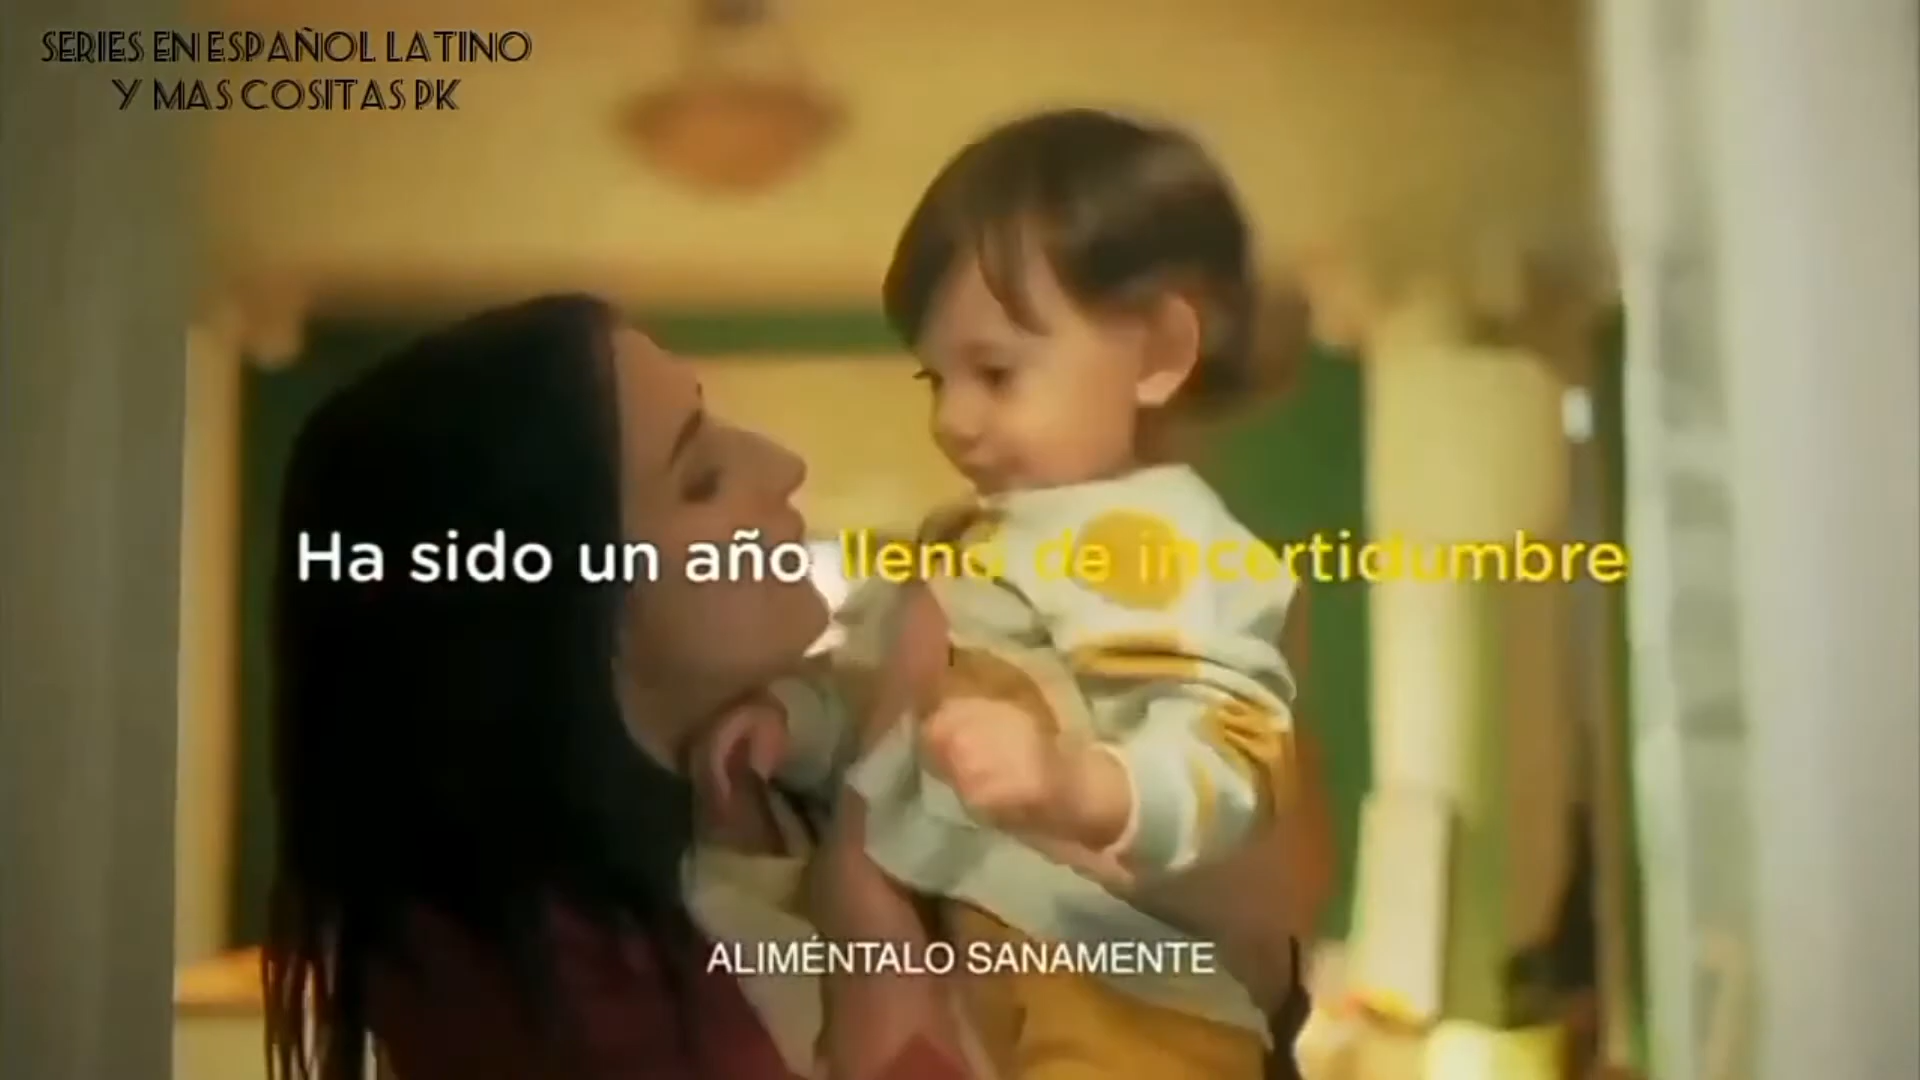 SERIES EN ESPAÑOL LATINO
Y MAS COSITAS PK
Ha sido un año lleno de incertidumbre
ALIMÉNTALO SANAMENTE